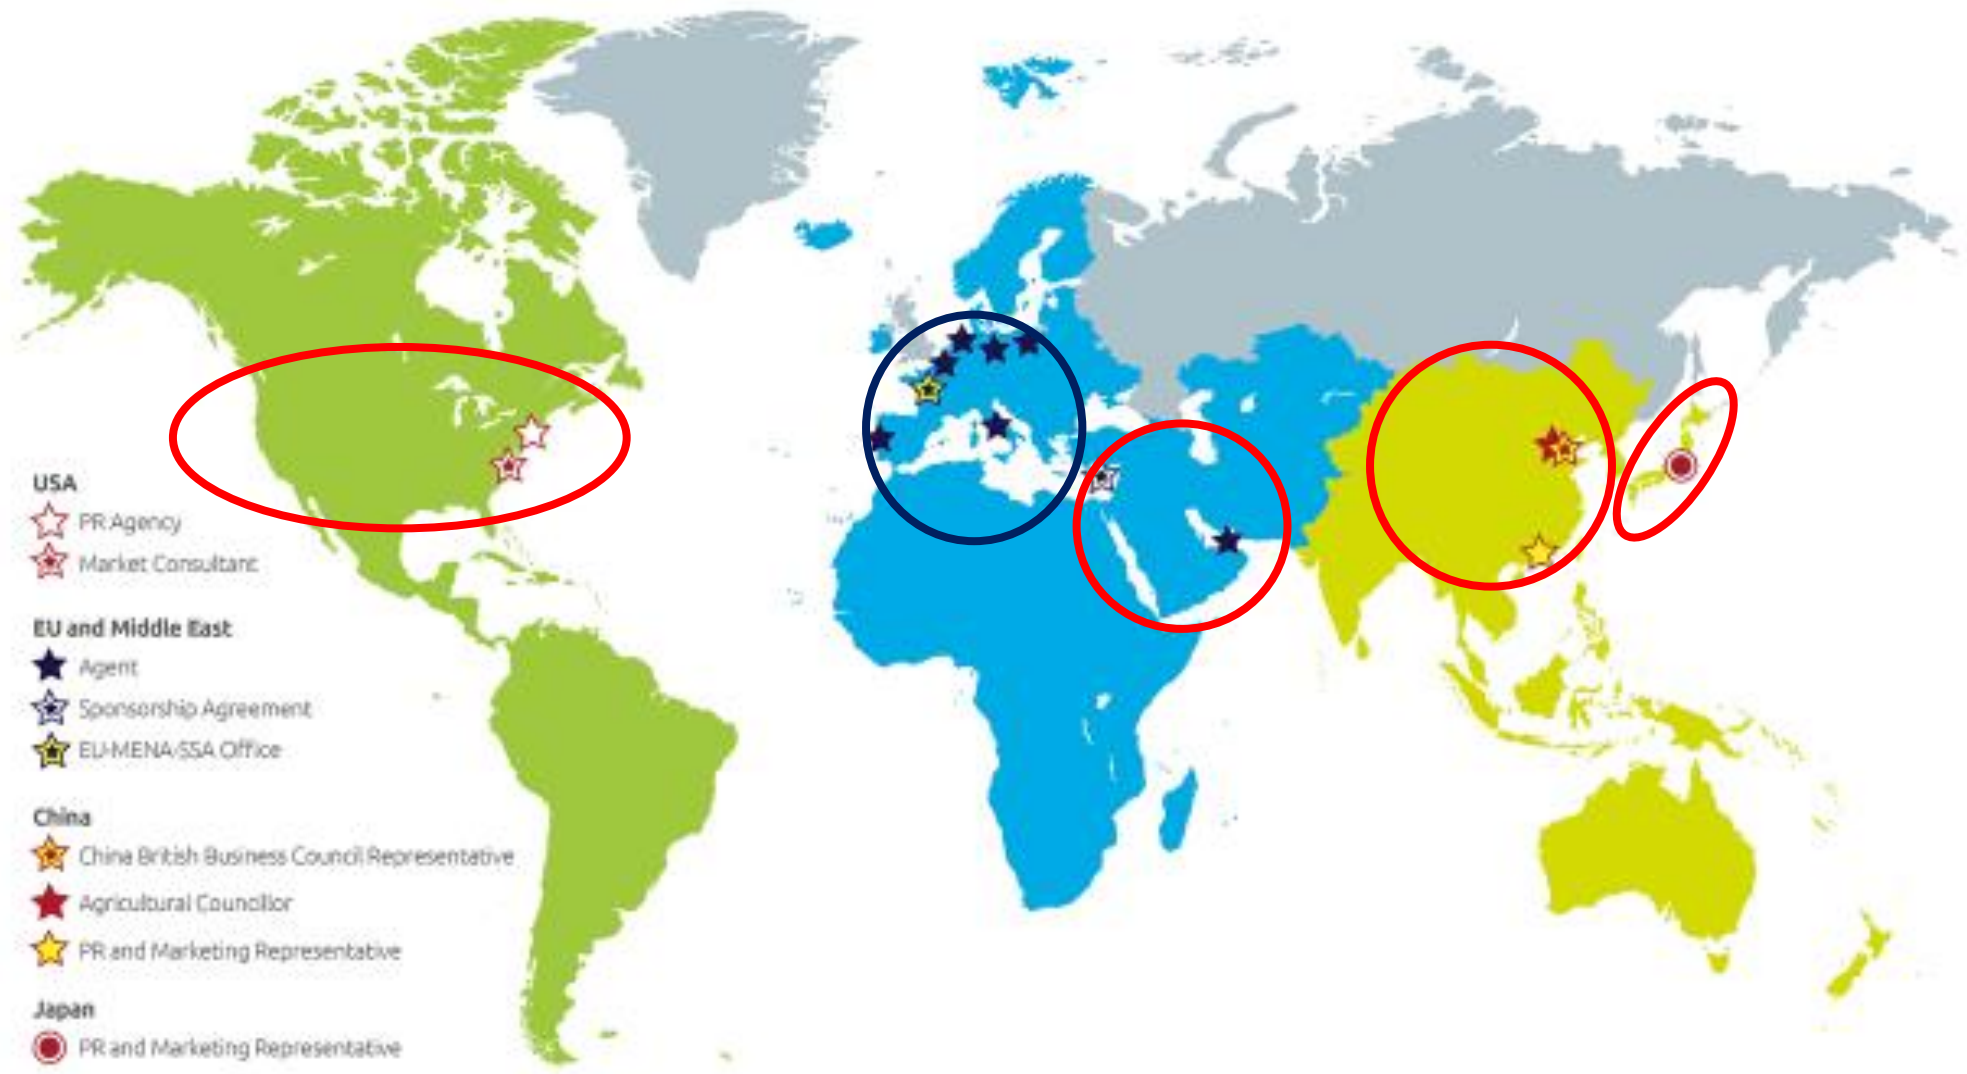 USA
PR Agency
Market Consultant
EU and Middle East
Agent
Sponsorship Agreement
EU-MENA-SSA Office
China
China British Business Council Representative
Agricultural Councillor
PR and Marketing Representative
Japan
PR and Marketing Representative